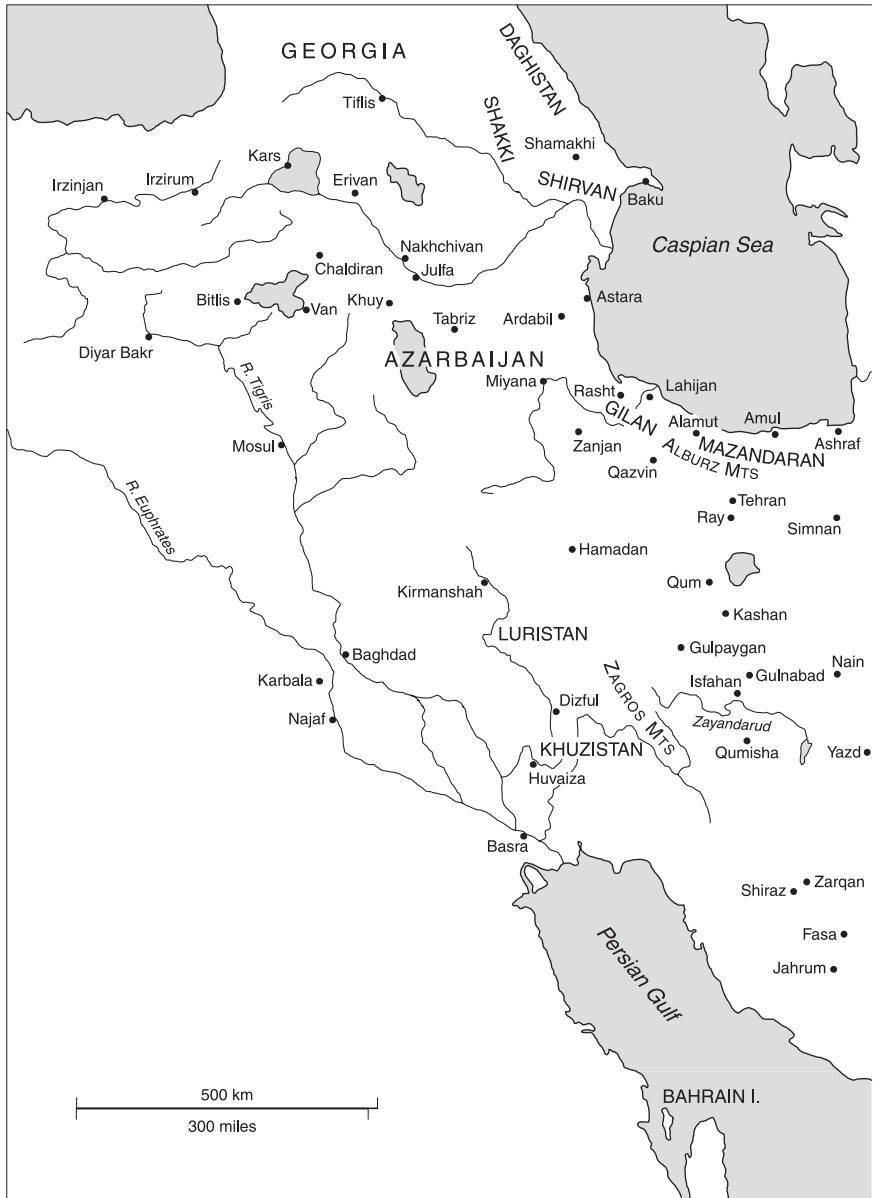 GEORGIA
DAGHISTAN
Tiflis
SHAKKI
Shamakhi
Kars
Irzinjan
Irzirum
Erivan
SHIRVAN
Baku
Caspian Sea
Nakhchivan
Chaldiran
Julfa
Bitlis
Van
Khuy
Astara
Tabriz
Ardabil
Diyar Bakr
AZARBAIJAN
R. Tigris
Miyana
Rasht
Lahijan
GILAN
Alamut
Amul
Ashraf
Mosul
Zanjan
ALBURZ MTS
MAZANDARAN
Qazvin
R. Euphrates
Tehran
Ray
Simnan
Hamadan
Kirmanshah
Qum
Kashan
LURISTAN
Gulpaygan
Baghdad
Nain
Gulnabad
Karbala
Isfahan
ZAGROS MTS
Najaf
Dizful
Zayandarud
KHUZISTAN
Qumisha
Yazd
Huvaiza
Basra
Zarqan
Shiraz
Fasa
Persian Gulf
Jahrum
500 km
BAHRAIN I.
300 miles